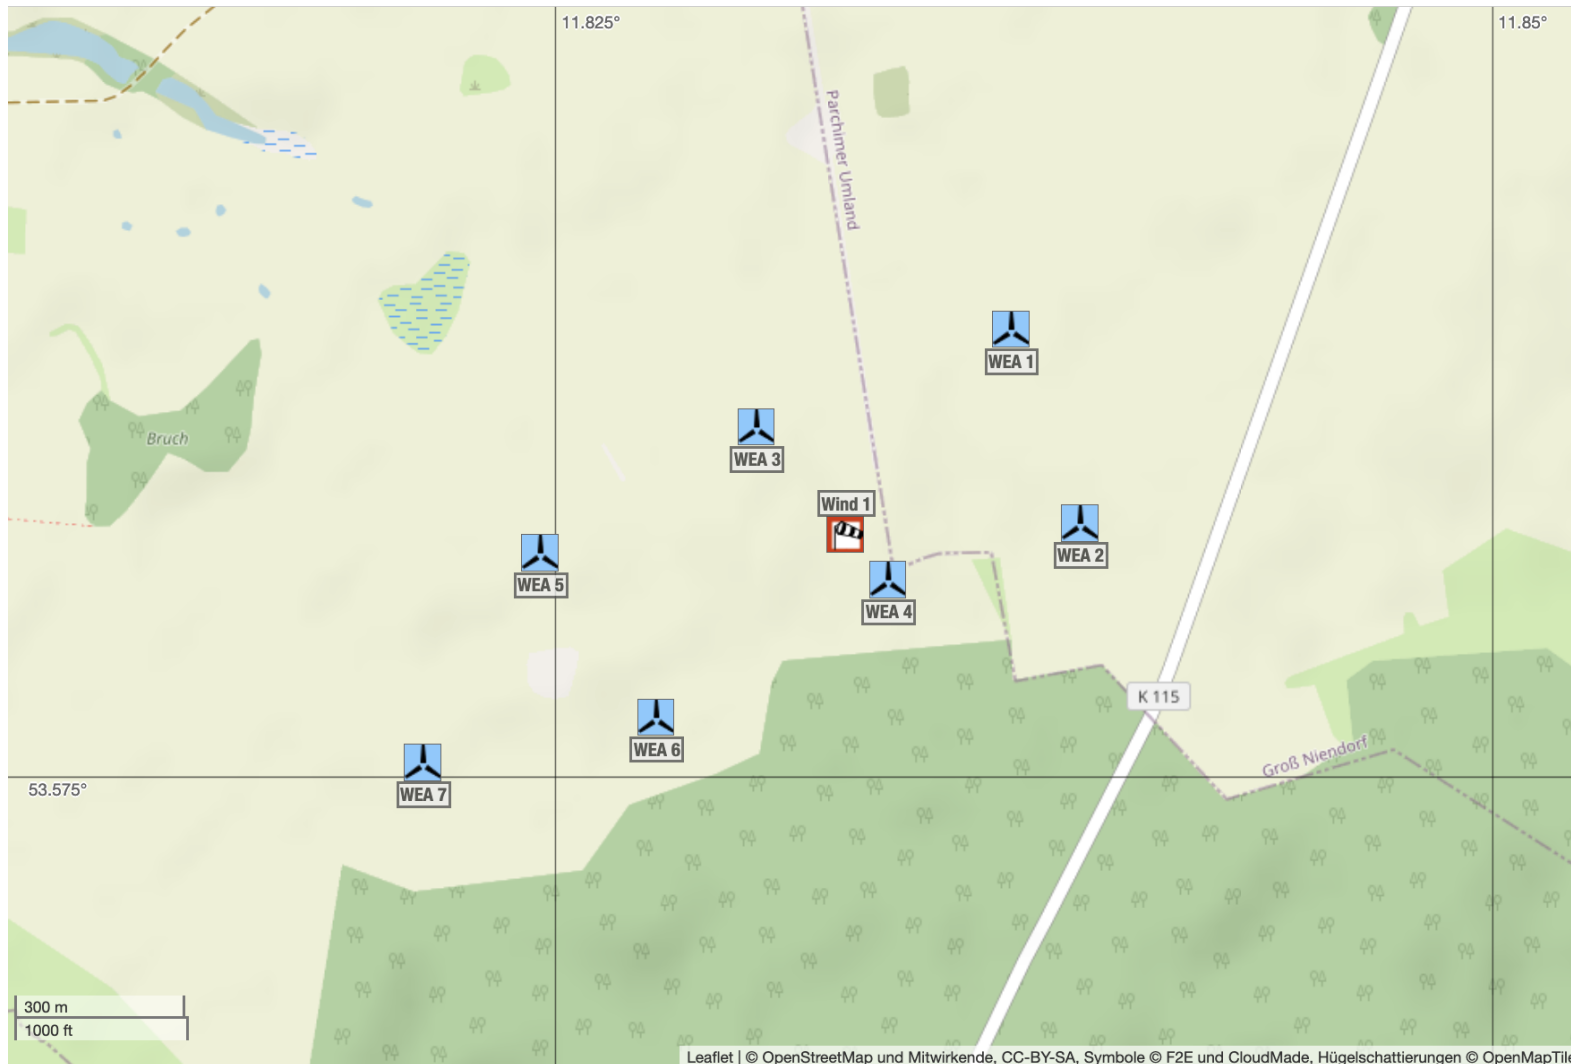 11.825°
11.85°
Parchimer Umland
WEA 1
WEA 3
Bruch
Wind 1
WEA 2
WEA 5
WEA 4
K 115
WEA 6
Groß Niendorf
WEA 7
53.575°
300 m
1000 ft
Leaflet | © OpenStreetMap und Mitwirkende, CC-BY-SA, Symbole © F2E und CloudMade, Hügelschattierungen © OpenMapTile